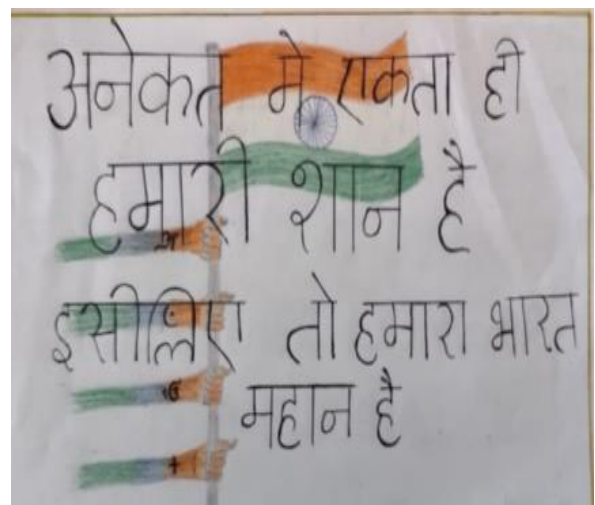 अनेकत मे एकता ही
हमारी शान है
इसीलिए तो हमारा भारत
महान है